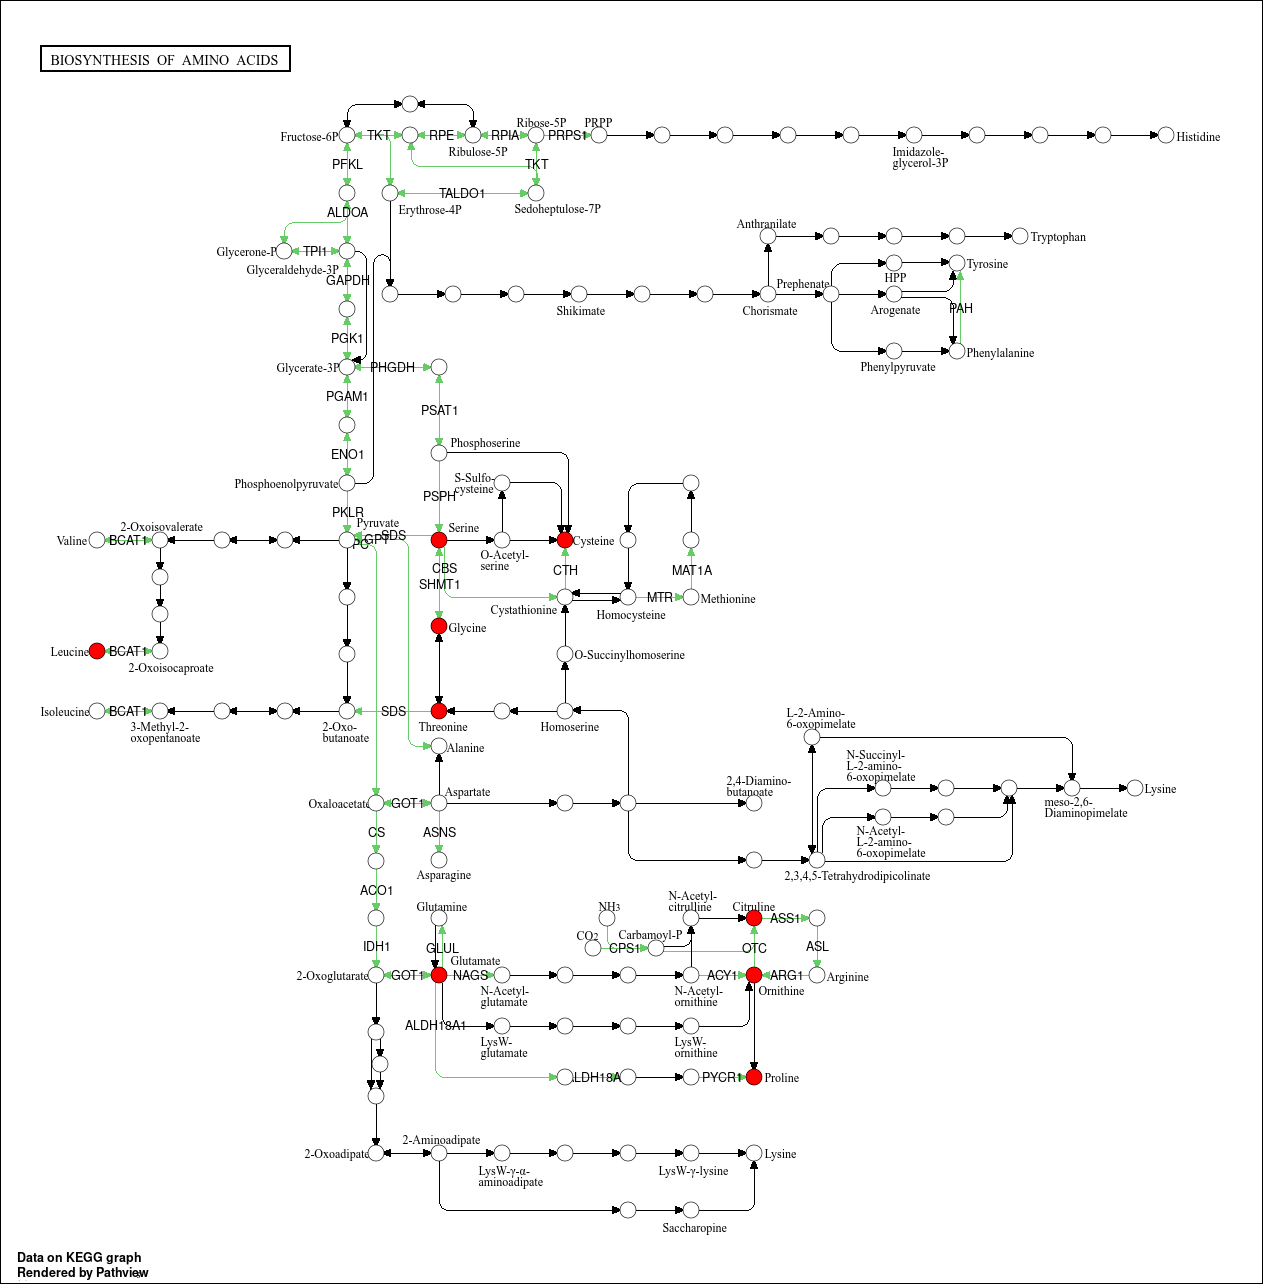 BIOSYNTHESIS OF AMINO ACIDS
Ribose-5P
PRPP
Fructose-6P
TKT
RPE
RPIA
PRPS1
Histidine
Ribulose-5P
Imidazole-
glycerol-3P
PFKL
TKT
TALDO1
Erythrose-4P
Sedoheptulose-7P
ALDOA
Anthranilate
Tryptophan
Glycerone-P
TPI1
Glyceraldehyde-3P
GAPDH
Tyrosine
HPP
Prephenate
Shikimate
Chorismate
Arogenate
PAH
PGK1
Phenylalanine
Phenylpyruvate
Glycerate-3P
PHGDH
PGAM1
PSAT1
Phosphoserine
ENO1
Phosphoenolpyruvate
S-Sulfo-
cysteine
PSPH
PKLR
Pyruvate
2-Oxoisovalerate
Serine
Valine
BCAT1
SDS
GPT
PC
Cysteine
O-Acetyl-
serine
CBS
SHMT1
CTH
MAT1A
Cystathionine
Homocysteine
MTR
Methionine
Glycine
Leucine
BCAT1
2-Oxoisocaproate
O-Succinylhomoserine
Isoleucine
BCAT1
3-Methyl-2-
oxopentanoate
2-Oxo-
butanoate
SDS
Threonine
Homoserine
L-2-Amino-
6-oxopimelate
Alanine
N-Succinyl-
L-2-amino-
6-oxopimelate
2,4-Diamino-
butanoate
Aspartate
Lysine
Oxaloacetate
GOT1
meso-2,6-
Diaminopimelate
CS
ASNS
N-Acetyl-
L-2-amino-
6-oxopimelate
Asparagine
2,3,4,5-Tetrahydrodipicolinate
ACO1
N-Acetyl-
citrulline
Glutamine
NH3
Citruline
ASS1
IDH1
GLUL
CO2
Carbamoyl-P
CPS1
OTC
ASL
Glutamate
2-Oxoglutarate
GOT1
NAGS
ACY1
ARG1
Arginine
N-Acetyl-
glutamate
N-Acetyl-
ornithine
Ornithine
ALDH18A1
LysW-
glutamate
LysW-
ornithine
LDH18A
PYCR1
Proline
2-Oxoadipate
2-Aminoadipate
Lysine
LysW-γ-α-
aminoadipate
LysW-γ-lysine
Saccharopine
Data on KEGG graph
Rendered by Pathview